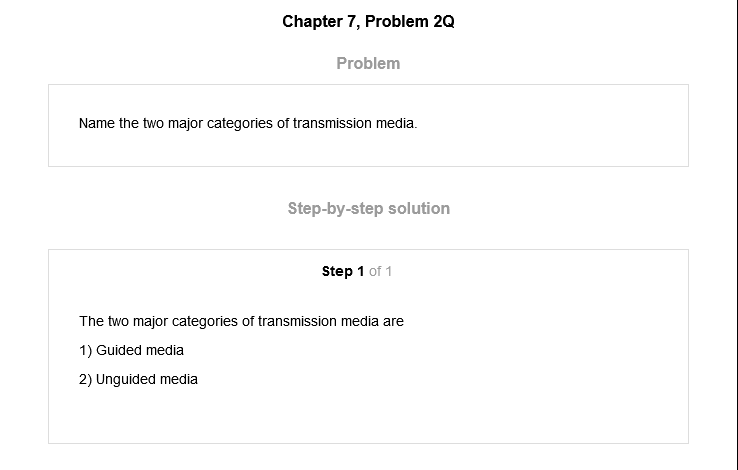 Chapter 7, Problem 2Q
Problem
Name the two major categories of transmission media.
Step-by-step solution
Step 1 of 1
The two major categories of transmission media are
1) Guided media
2) Unguided media